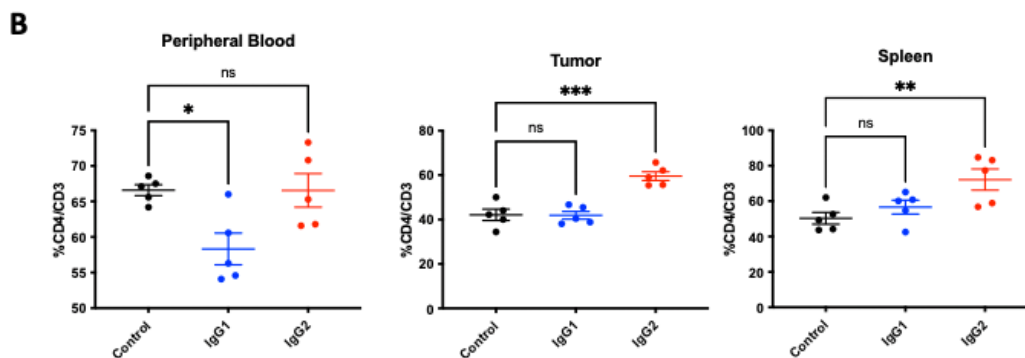 B
Peripheral Blood
ns
*
%CD4/CD3
75
70
65
60
55
50
Control
IgG1
IgG2
Tumor
***
ns
%CD4/CD3
80
60
40
20
0
Control
IgG1
IgG2
Spleen
**
ns
%CD4/CD3
100
80
60
40
20
0
Control
IgG1
IgG2